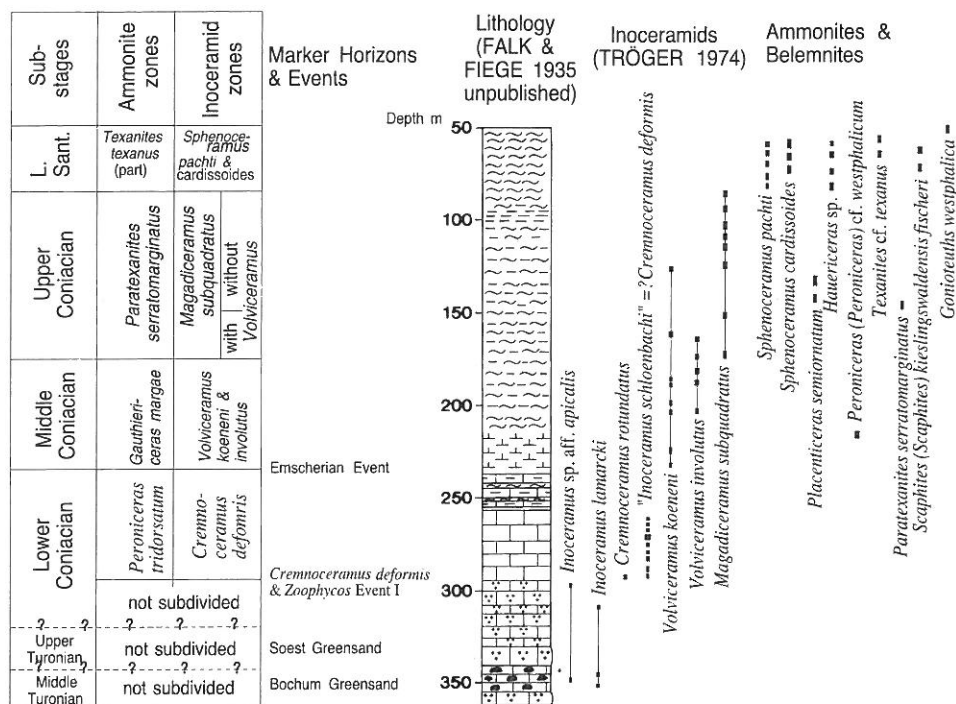 Sub-
stages
Ammonite
zones
Inoceramid
zones
Marker Horizons
& Events
Lithology
(FALK &
FIEGE 1935
unpublished)
Inoceramids
(TRÖGER 1974)
Ammonites &
Belemnites
Depth m
50
100
150
200
250
300
350
L.
Sant.
Texanites
texanus
(part)
Sphenoce-
ramus
pachti &
cardissoides
Upper
Coniacian
Paratexanites
serratomarginatus
Magadiceramus
subquadratus
with
without
Volviceramus
Middle
Coniacian
Gauthieri-
ceras margae
Volviceramus
koeneni &
involutus
Emscherian Event
Lower
Coniacian
Peroniceras
tridorsatum
Cremno-
ceramus
defomris
Cremnoceramus deformis
& Zoophycos Event I
not subdivided
? ? ? ?
Upper
Turonian
not subdivided
Soest Greensand
? ? ? ?
Middle
Turonian
not subdivided
Bochum Greensand
Inoceramus sp. aff. apicalis
Inoceramus lamarcki
Cremnoceramus rotundatus
"Inoceramus schloenbachi" =?Cremnoceramus deformis
Volviceramus koeneni
Volviceramus involutus
Magadiceramus subquadratus
Sphenoceramus pachti
Sphenoceramus cardissoides
Placenticeras semiornatum
Hauericeras sp.
Peroniceras (Peroniceras) cf. westphalicum
Texanites cf. texanus
Paratexanites serratomarginatus
Scaphites (Scaphites) kieslingswaldensis fischeri
Gonioteuths westphalica